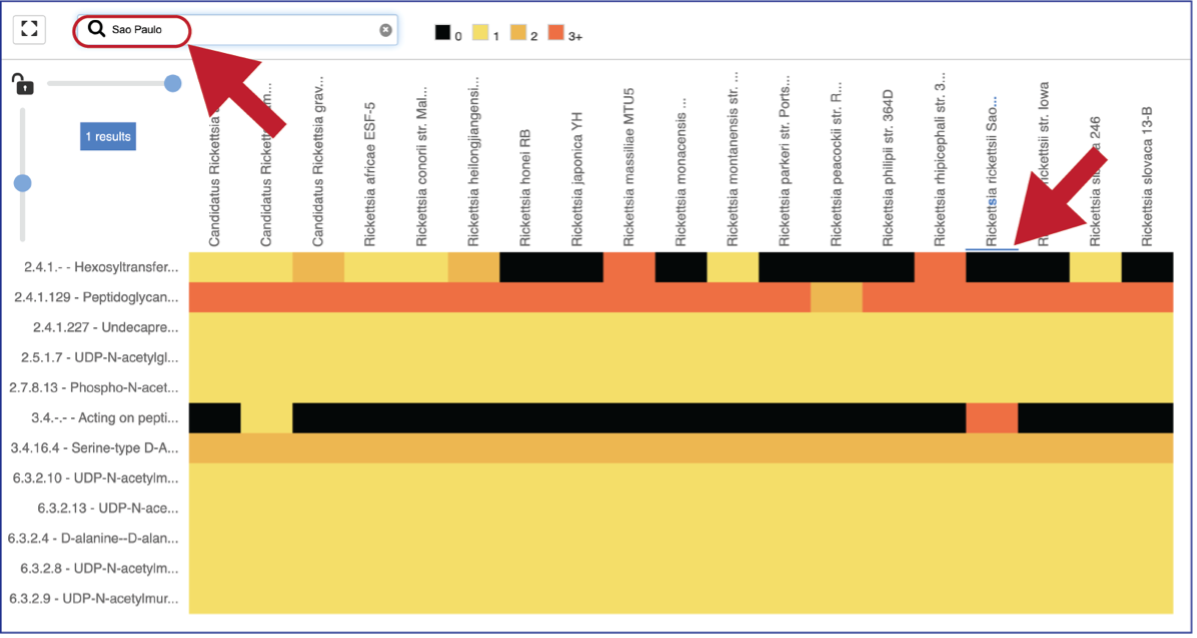 Sao Paulo
0 1 2 3+
1 results
Candidatus Rickettsia
Candidatus
Candidatus Rickettsia grav...
Rickettsia africae ESF-5
Rickettsia conorii str. Mal...
Rickettsia heilongjiangensi...
Rickettsia honei RB
Rickettsia japonica YH
Rickettsia massiliae MTU5
Rickettsia monacensis ...
Rickettsia montanensis str. ...
Rickettsia parkeri str. Ports...
Rickettsia peacockii str. R...
Rickettsia philipii str. 364D
Rickettsia rhipicephali str. 3...
Rickettsia rickettsii Sao...
rickettsii str. Iowa
Rickettsia 246
Rickettsia slovaca 13-B
2.4.1.- - Hexosyltransfer...
2.4.1.129 - Peptidoglycan...
2.4.1.227 - Undecapre...
2.5.1.7 - UDP-N-acetylgl...
2.7.8.13 - Phospho-N-acet...
3.4.-.- - Acting on pepti...
3.4.16.4 - Serine-type D-A...
6.3.2.10 - UDP-N-acetylm...
6.3.2.13 - UDP-N-ace...
6.3.2.4 - D-alanine--D-alan...
6.3.2.8 - UDP-N-acetylm...
6.3.2.9 - UDP-N-acetylmur...